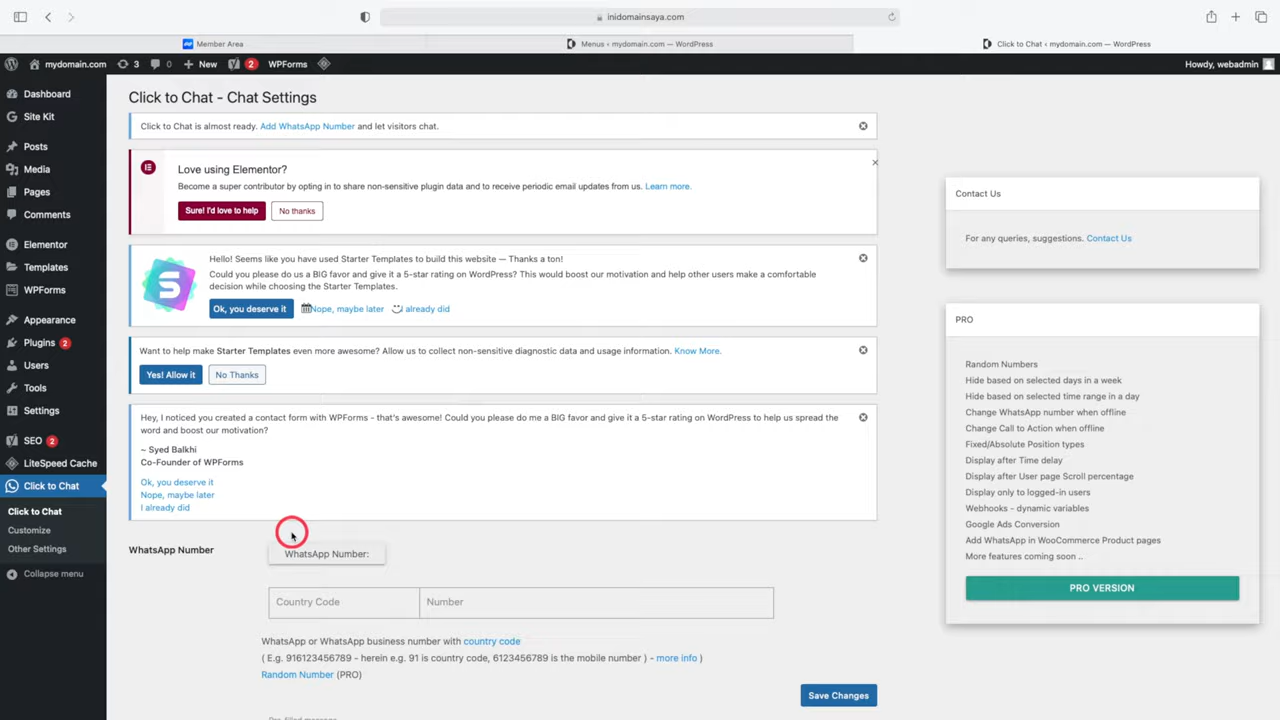 inidomainsaya.com
Member Area
Menus ‹ mydomain.com — WordPress
Click to Chat ‹ mydomain.com — WordPress
mydomain.com 3 0 New 2 WPForms
Howdy, webadmin
Dashboard
Site Kit
Posts
Media
Pages
Comments
Elementor
Templates
WPForms
Appearance
Plugins 2
Users
Tools
Settings
SEO 2
LiteSpeed Cache
Click to Chat
Click to Chat
Customize
Other Settings
Collapse menu
Click to Chat - Chat Settings
Click to Chat is almost ready. Add WhatsApp Number and let visitors chat.
Love using Elementor?
Become a super contributor by opting in to share non-sensitive plugin data and to receive periodic email updates from us. Learn more.
Sure! I'd love to help No thanks
Hello! Seems like you have used Starter Templates to build this website — Thanks a ton!
Could you please do us a BIG favor and give it a 5-star rating on WordPress? This would boost our motivation and help other users make a comfortable
decision while choosing the Starter Templates.
Ok, you deserve it Nope, maybe later I already did
Want to help make Starter Templates even more awesome? Allow us to collect non-sensitive diagnostic data and usage information. Know More.
Yes! Allow it No Thanks
Hey, I noticed you created a contact form with WPForms - that's awesome! Could you please do me a BIG favor and give it a 5-star rating on WordPress to help us spread the
word and boost our motivation?
~ Syed Balkhi
Co-Founder of WPForms
Ok, you deserve it
Nope, maybe later
I already did
WhatsApp Number
WhatsApp Number:
Country Code Number
WhatsApp or WhatsApp business number with country code
( E.g. 916123456789 - herein e.g. 91 is country code, 6123456789 is the mobile number ) - more info )
Random Number (PRO)
Save Changes
Pre-filled message
Contact Us
For any queries, suggestions. Contact Us
PRO
Random Numbers
Hide based on selected days in a week
Hide based on selected time range in a day
Change WhatsApp number when offline
Change Call to Action when offline
Fixed/Absolute Position types
Display after Time delay
Display after User page Scroll percentage
Display only to logged-in users
Webhooks - dynamic variables
Google Ads Conversion
Add WhatsApp in WooCommerce Product pages
More features coming soon ..
PRO VERSION